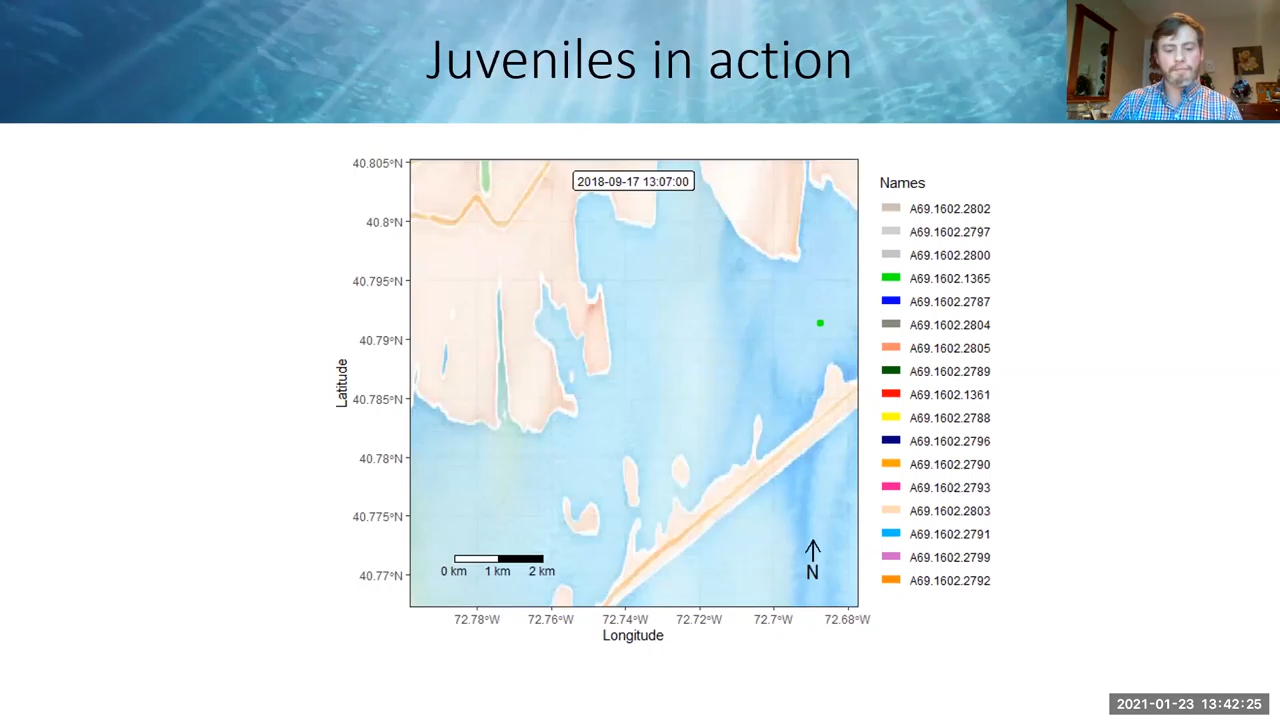 Juveniles in action
2018-09-17 13:07:00
40.805°N
40.8°N
40.795°N
40.79°N
40.785°N
40.78°N
40.775°N
40.77°N
Latitude
0 km 1 km 2 km
N
72.78°W 72.76°W 72.74°W 72.72°W 72.7°W 72.68°W
Longitude
Names
A69.1602.2802
A69.1602.2797
A69.1602.2800
A69.1602.1365
A69.1602.2787
A69.1602.2804
A69.1602.2805
A69.1602.2789
A69.1602.1361
A69.1602.2788
A69.1602.2796
A69.1602.2790
A69.1602.2793
A69.1602.2803
A69.1602.2791
A69.1602.2799
A69.1602.2792
2021-01-23 13:42:25